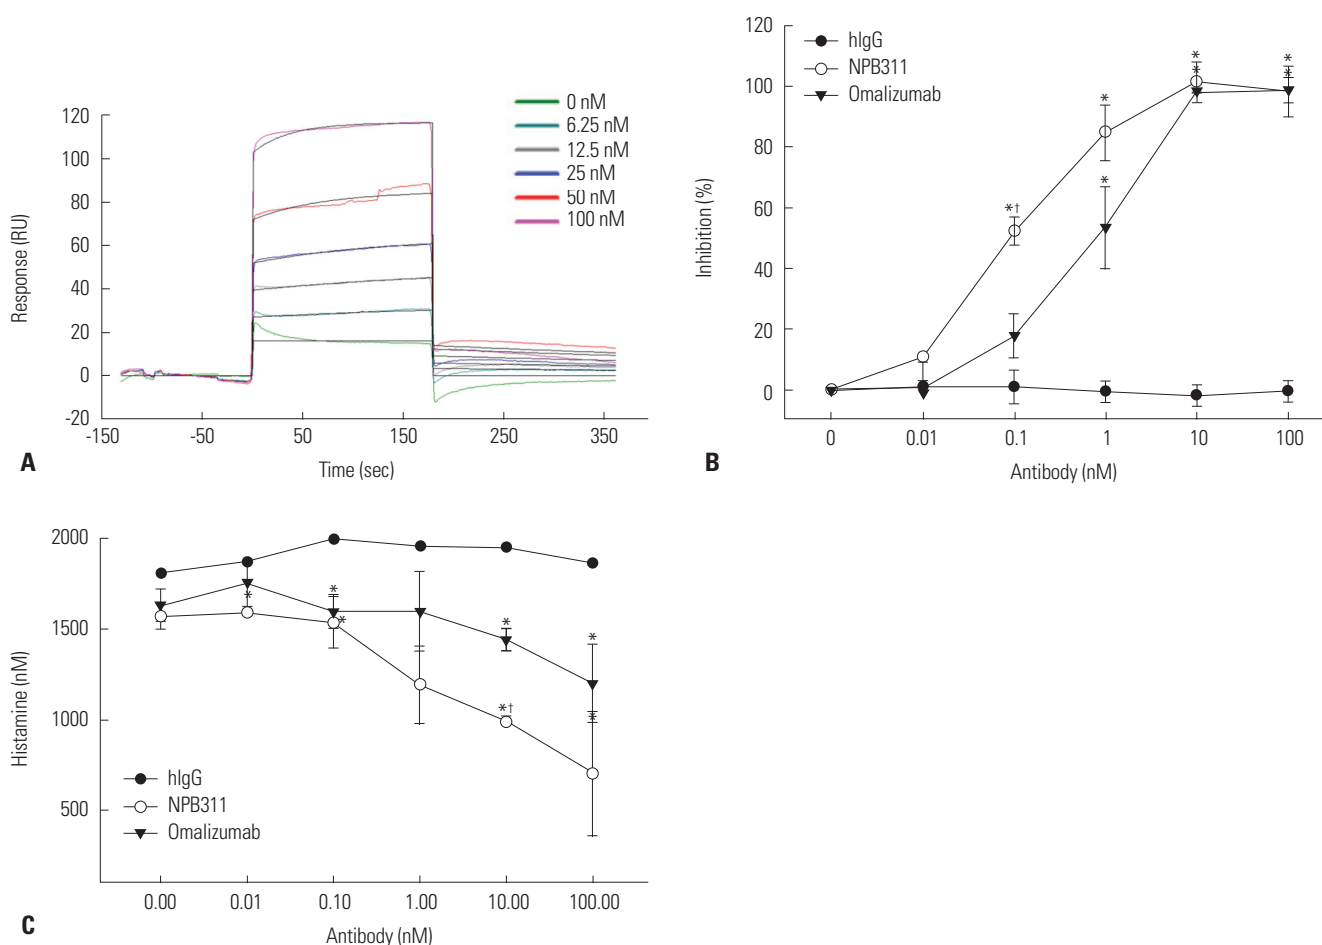 0 nM
6.25 nM
12.5 nM
25 nM
50 nM
100 nM
120
100
80
60
40
20
0
-20
Response (RU)
-150 -50 50 150 250 350
Time (sec)
A
hIgG
NPB311
Omalizumab
120
100
80
60
40
20
0
Inhibition (%)
* *
* *
*
*
*†
0 0.01 0.1 1 10 100
Antibody (nM)
B
2000
1500
1000
500
Histamine (nM)
* *
*
* *
*† *
hIgG
NPB311
Omalizumab
0.00 0.01 0.10 1.00 10.00 100.00
Antibody (nM)
C